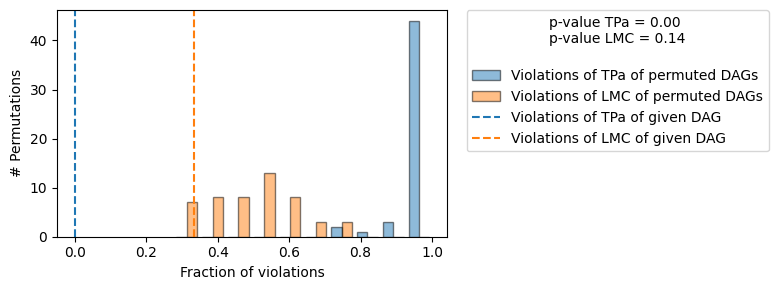 p-value TPa = 0.00
p-value LMC = 0.14
Violations of TPa of permuted DAGs
Violations of LMC of permuted DAGs
Violations of TPa of given DAG
Violations of LMC of given DAG
# Permutations
40
30
20
10
0
0.0 0.2 0.4 0.6 0.8 1.0
Fraction of violations